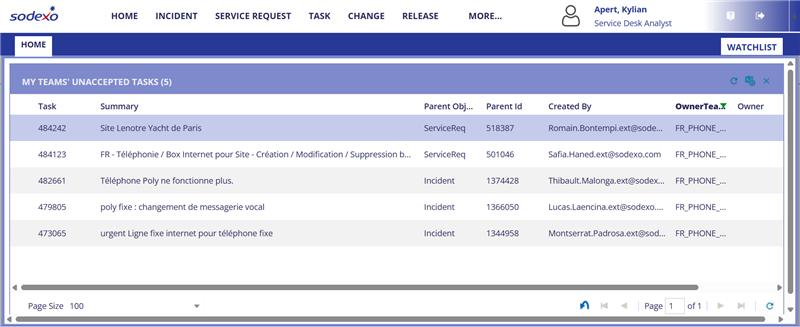 sodexo HOME INCIDENT SERVICE REQUEST TASK CHANGE RELEASE MORE... Apert, Kylian
Service Desk Analyst
HOME WATCHLIST
MY TEAMS' UNACCEPTED TASKS (5)
Task Summary Parent Obj... Parent Id Created By OwnerTea... Owner
484242 Site Lenotre Yacht de Paris ServiceReq 518387 Romain.Bontempi.ext@sode... FR_PHONE_...
484123 FR - Téléphonie / Box Internet pour Site - Création / Modification / Suppression b... ServiceReq 501046 Safia.Haned.ext@sodexo.com FR_PHONE_...
482661 Téléphone Poly ne fonctionne plus. Incident 1374428 Thibault.Malonga.ext@sodex... FR_PHONE_...
479805 poly fixe : changement de messagerie vocal Incident 1366050 Lucas.Laencina.ext@sodexo.... FR_PHONE_...
473065 urgent Ligne fixe internet pour téléphone fixe Incident 1344958 Montserrat.Padrosa.ext@sod... FR_PHONE_...
Page Size 100 Page 1 of 1